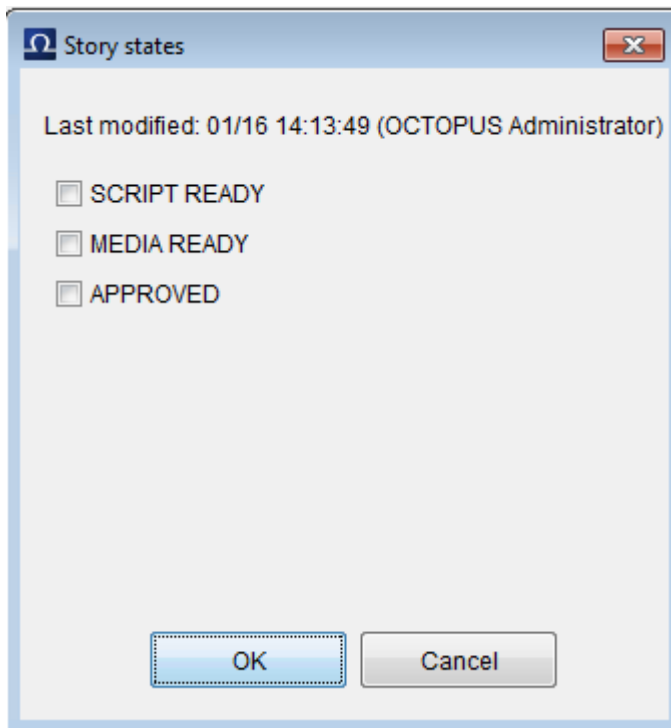 Story states
Last modified: 01/16 14:13:49 (OCTOPUS Administrator)
SCRIPT READY
MEDIA READY
APPROVED
OK Cancel